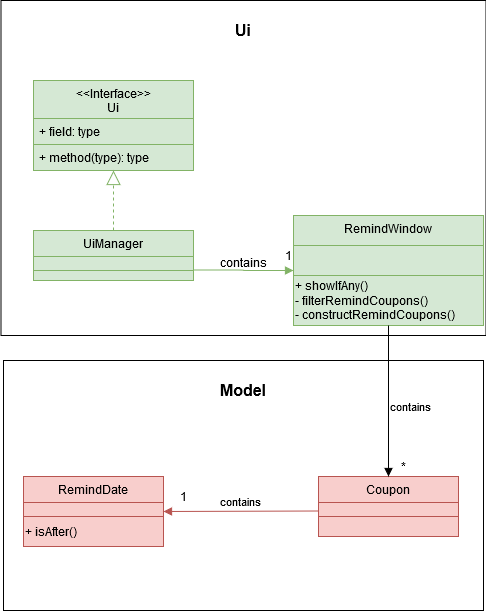 Ui
<<Interface>>
Ui
+ field: type
+ method(type): type
UiManager
contains
1
RemindWindow
+ showIfAny()
- filterRemindCoupons()
- constructRemindCoupons()
contains
*
Model
RemindDate
+ isAfter()
1
contains
Coupon